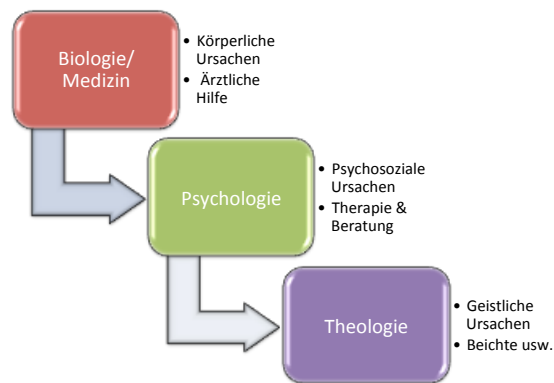 Biologie/
Medizin
• Körperliche
Ursachen
• Ärztliche
Hilfe
Psychologie
• Psychosoziale
Ursachen
• Therapie &
Beratung
Theologie
• Geistliche
Ursachen
• Beichte usw.